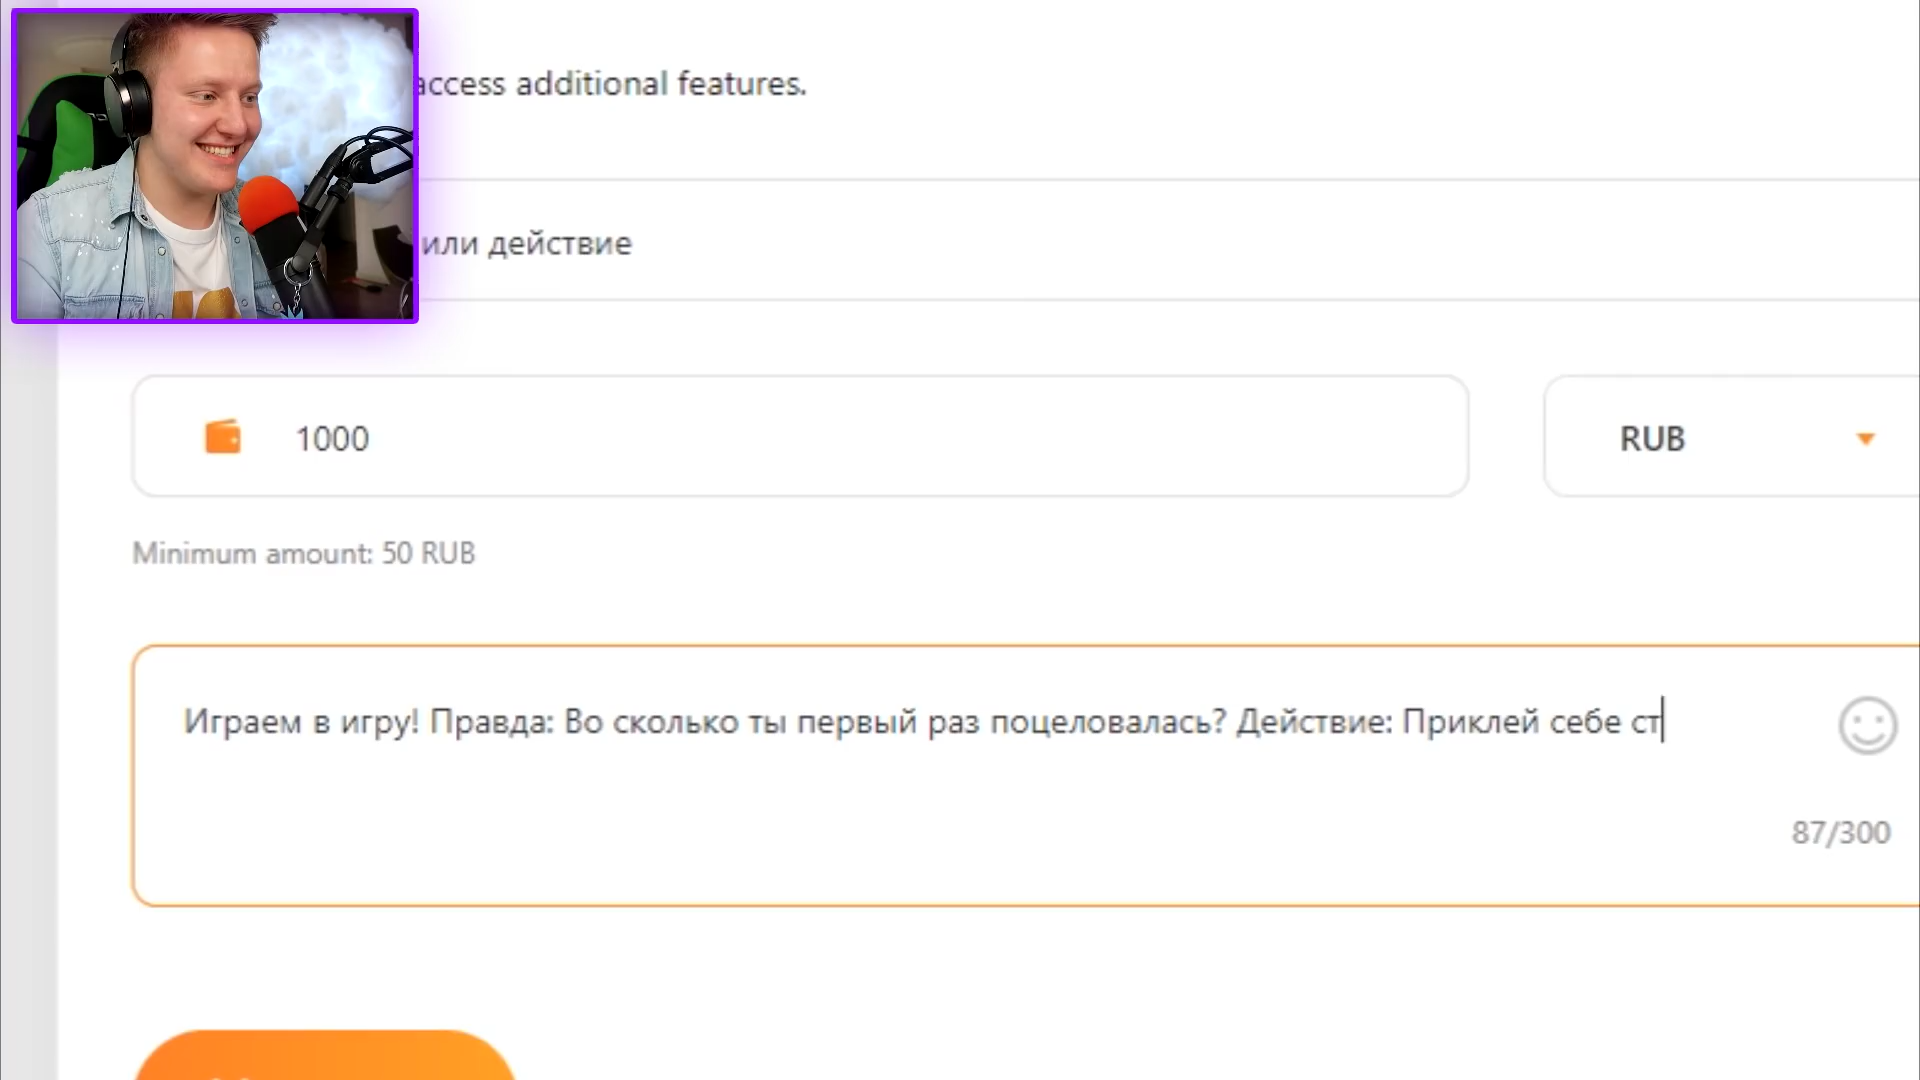 access additional features.
или действие
1000
RUB
Minimum amount: 50 RUB
Играем в игру! Правда: Во сколько ты первый раз поцеловалась? Действие: Приклей себе ст
87/300